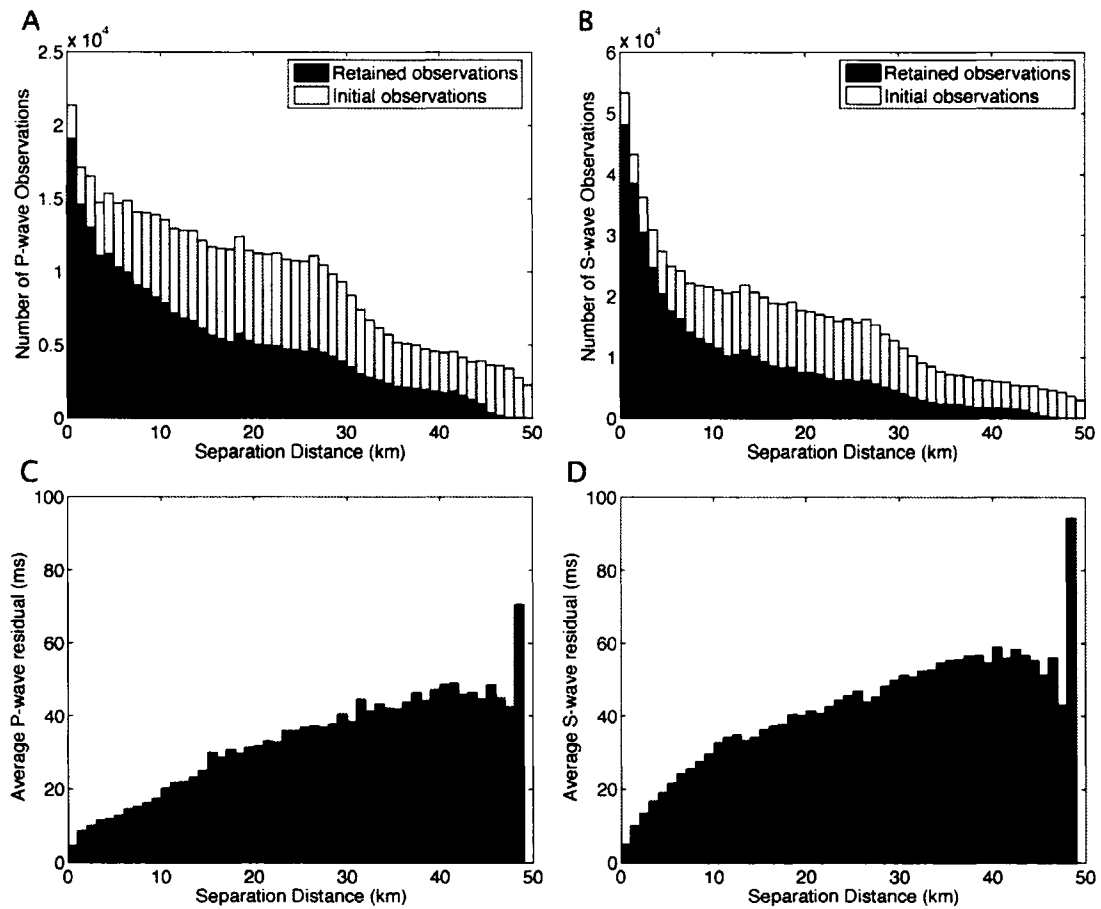 A
× 10⁴
2.5
2
1.5
1
0.5
0
Number of P-wave Observations
Retained observations
Initial observations
0 10 20 30 40 50
Separation Distance (km)
B
× 10⁴
6
5
4
3
2
1
0
Number of S-wave Observations
Retained observations
Initial observations
0 10 20 30 40 50
Separation Distance (km)
C
100
80
60
40
20
0
Average P-wave residual (ms)
0 10 20 30 40 50
Separation Distance (km)
D
100
80
60
40
20
0
Average S-wave residual (ms)
0 10 20 30 40 50
Separation Distance (km)